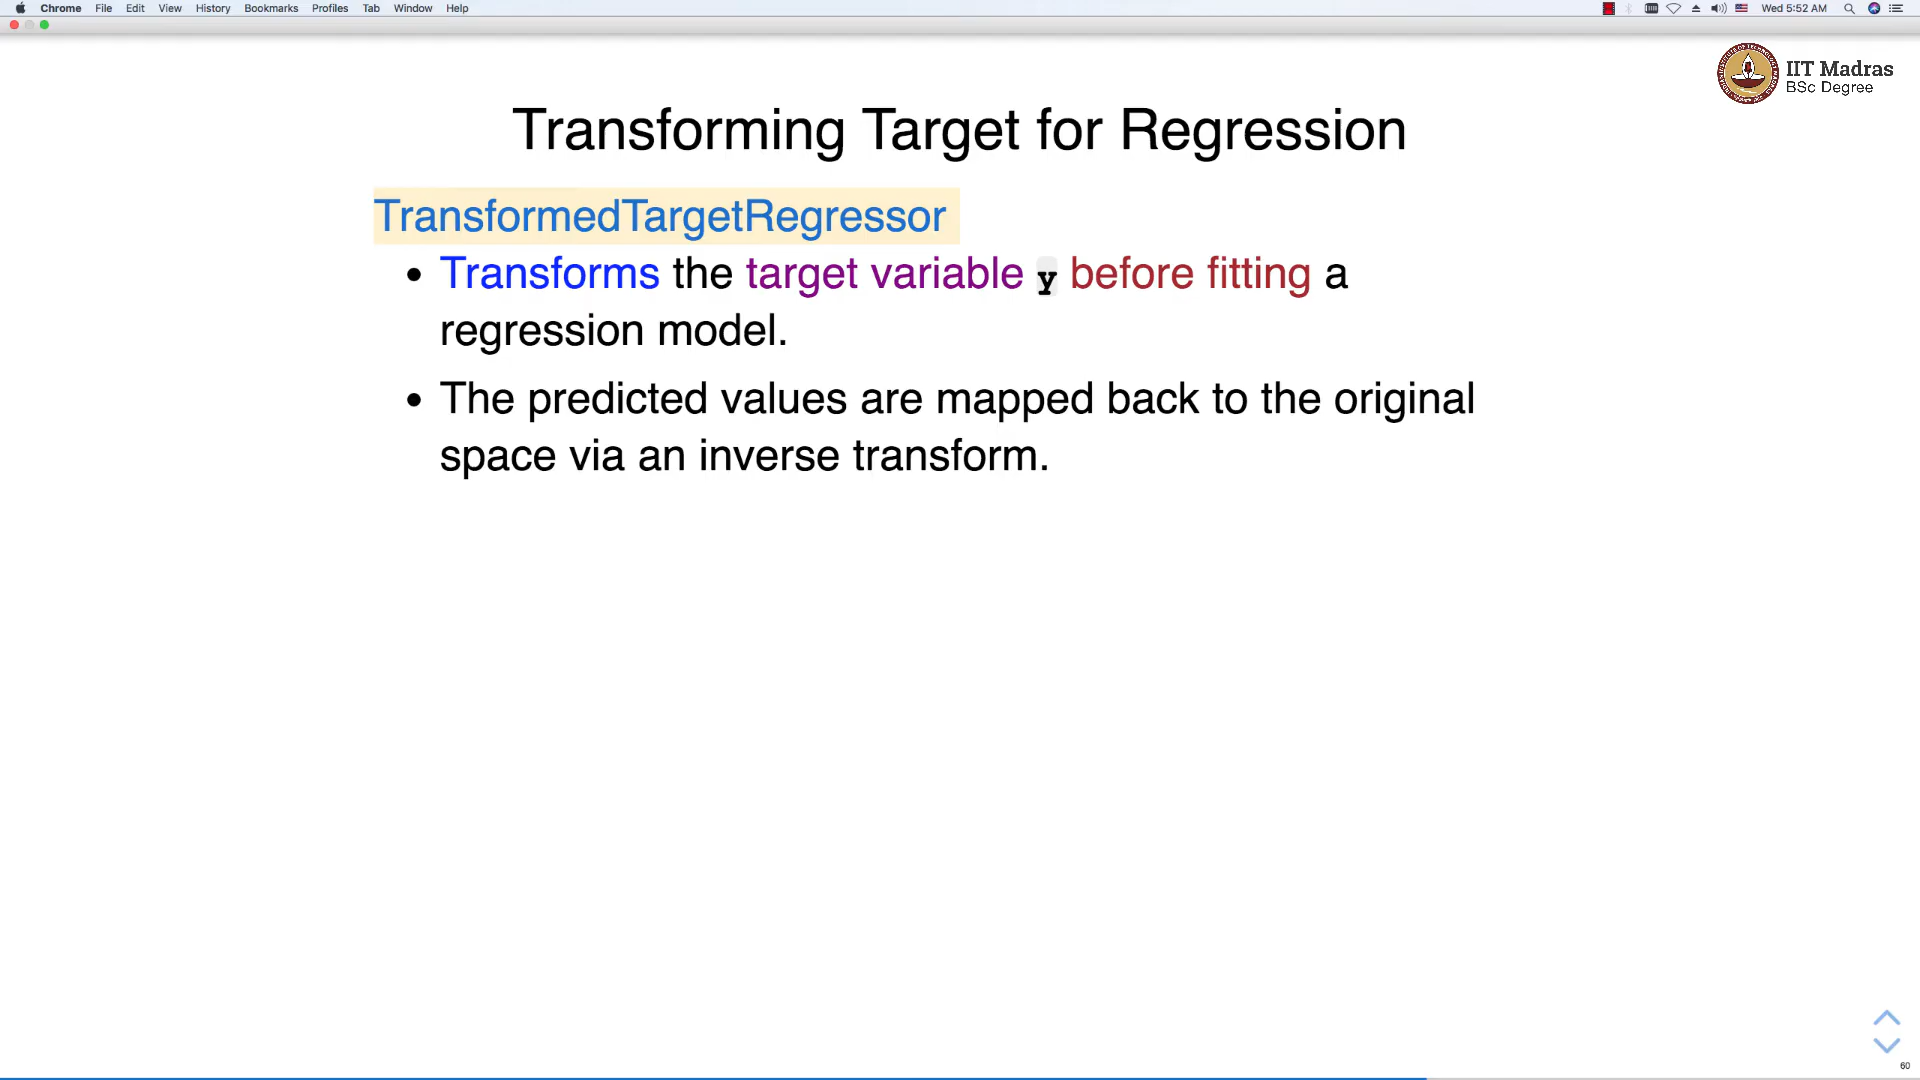 Chrome File Edit View History Bookmarks Profiles Tab Window Help Wed 5:52 AM
IIT Madras
BSc Degree
Transforming Target for Regression
TransformedTargetRegressor
• Transforms the target variable y before fitting a
regression model.
• The predicted values are mapped back to the original
space via an inverse transform.
60